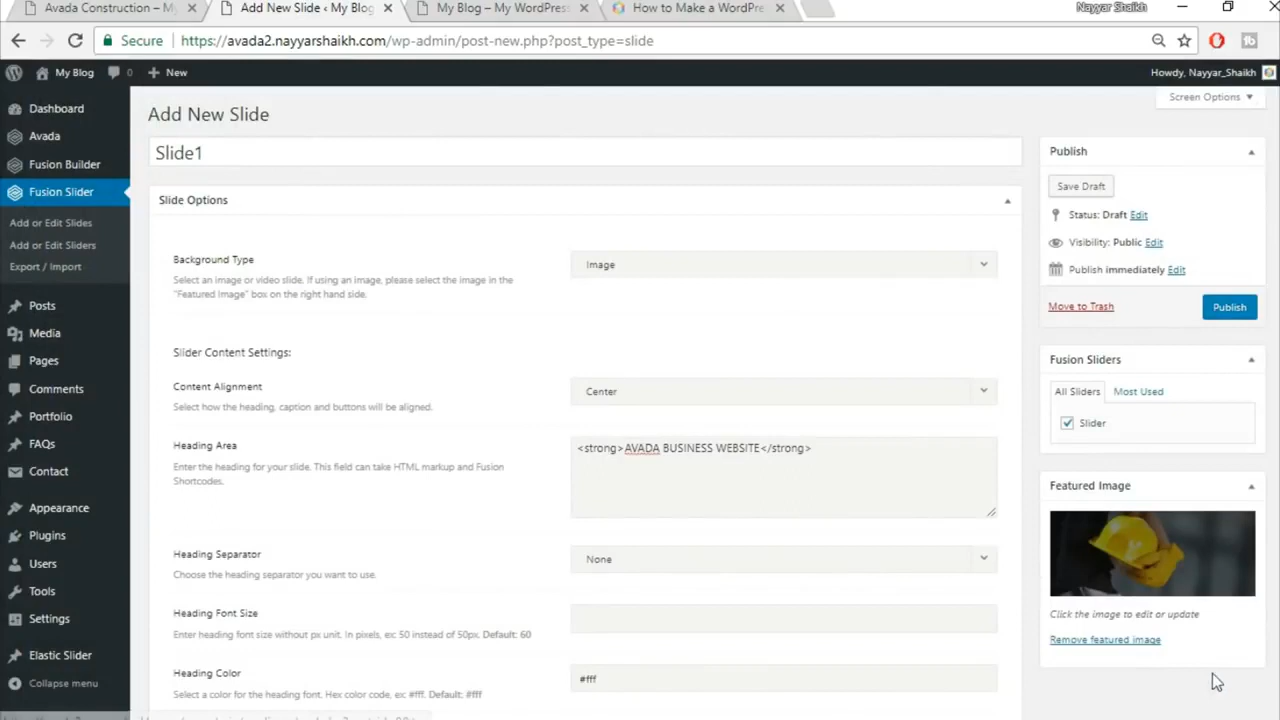 Avada Construction – My
Add New Slide ‹ My Blog
My Blog – My WordPress
How to Make a WordPre
Nayyar Shaikh
Secure
https://avada2.nayyarshaikh.com/wp-admin/post-new.php?post_type=slide
My Blog
0
New
Howdy, Nayyar_Shaikh
Screen Options
Dashboard
Avada
Fusion Builder
Fusion Slider
Add or Edit Slides
Add or Edit Sliders
Export / Import
Posts
Media
Pages
Comments
Portfolio
FAQs
Contact
Appearance
Plugins
Users
Tools
Settings
Elastic Slider
Collapse menu
Add New Slide
Slide1
Slide Options
Background Type
Select an image or video slide. If using an image, please select the image in the
"Featured Image" box on the right hand side.
Image
Slider Content Settings:
Content Alignment
Select how the heading, caption and buttons will be aligned.
Center
Heading Area
Enter the heading for your slide. This field can take HTML markup and Fusion
Shortcodes.
<strong>AVADA BUSINESS WEBSITE</strong>
Heading Separator
Choose the heading separator you want to use.
None
Heading Font Size
Enter heading font size without px unit. In pixels, ex: 50 instead of 50px. Default: 60
Heading Color
Select a color for the heading font. Hex color code, ex: #fff. Default: #fff
#fff
Publish
Save Draft
Status: Draft Edit
Visibility: Public Edit
Publish immediately Edit
Move to Trash
Publish
Fusion Sliders
All Sliders
Most Used
Slider
Featured Image
Click the image to edit or update
Remove featured image